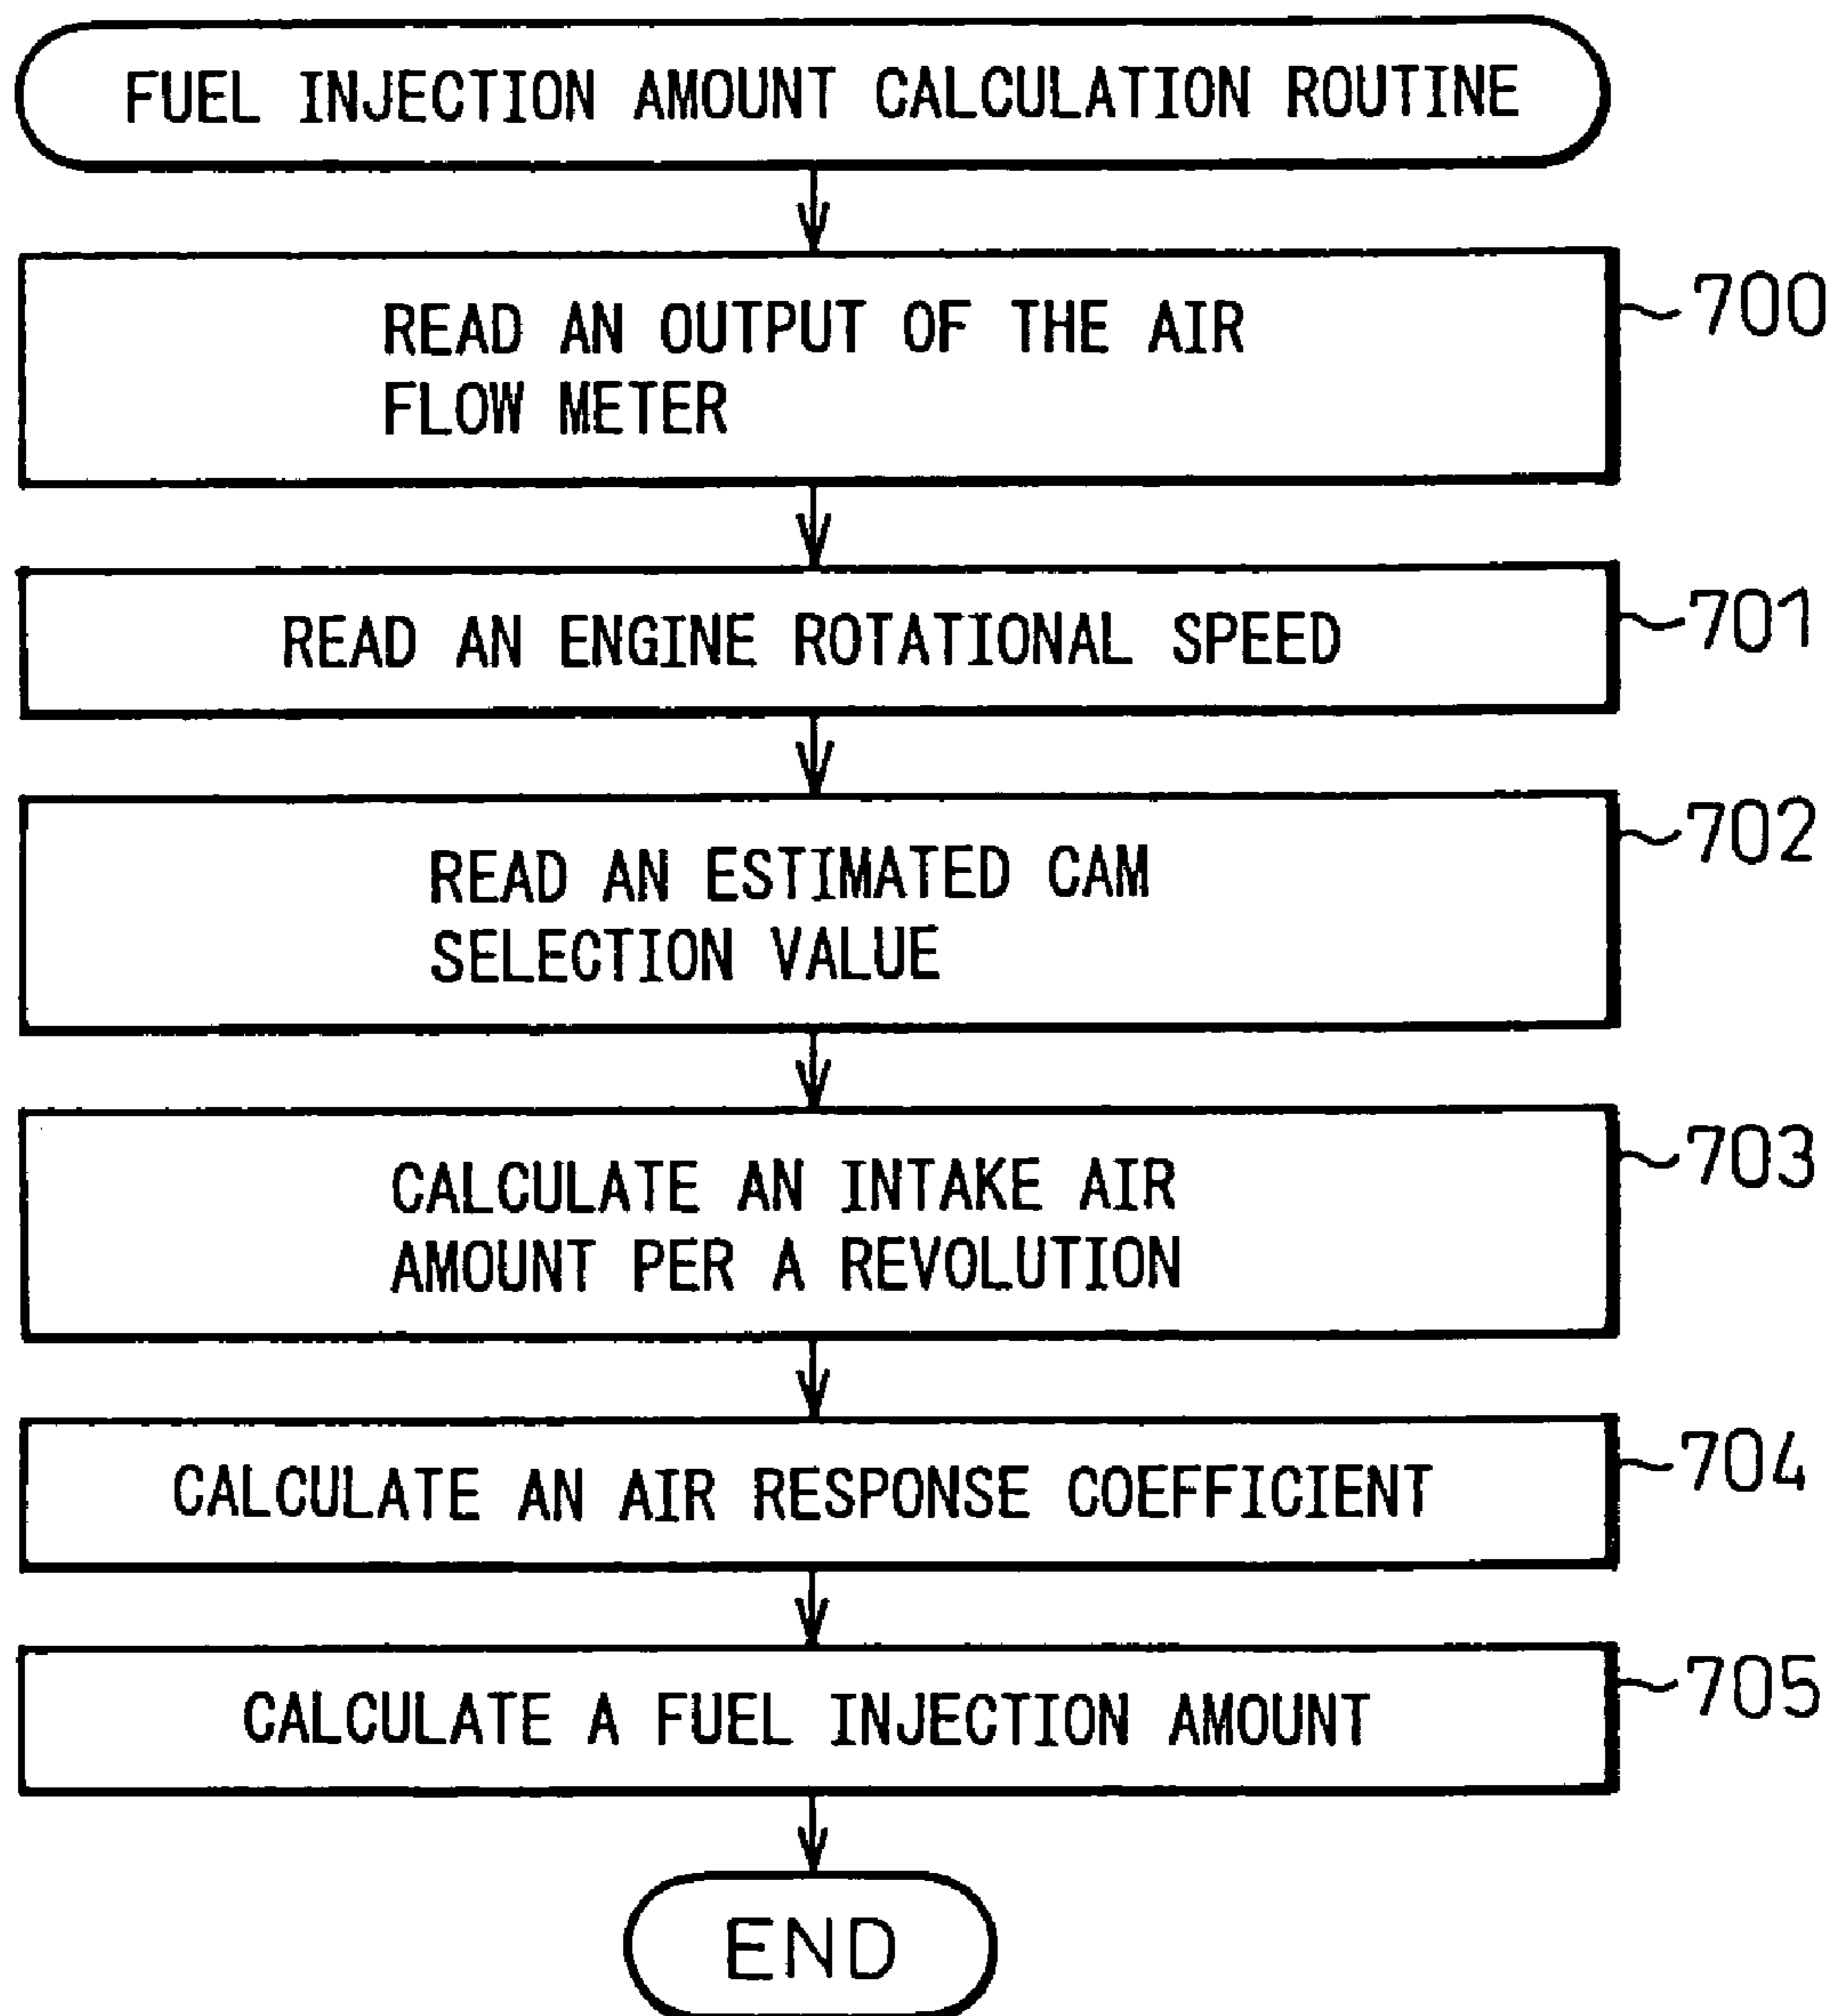 FUEL INJECTION AMOUNT CALCULATION ROUTINE
READ AN OUTPUT OF THE AIR
FLOW METER
700
READ AN ENGINE ROTATIONAL SPEED
701
READ AN ESTIMATED CAM
SELECTION VALUE
702
CALCULATE AN INTAKE AIR
AMOUNT PER A REVOLUTION
703
CALCULATE AN AIR RESPONSE COEFFICIENT
704
CALCULATE A FUEL INJECTION AMOUNT
705
END